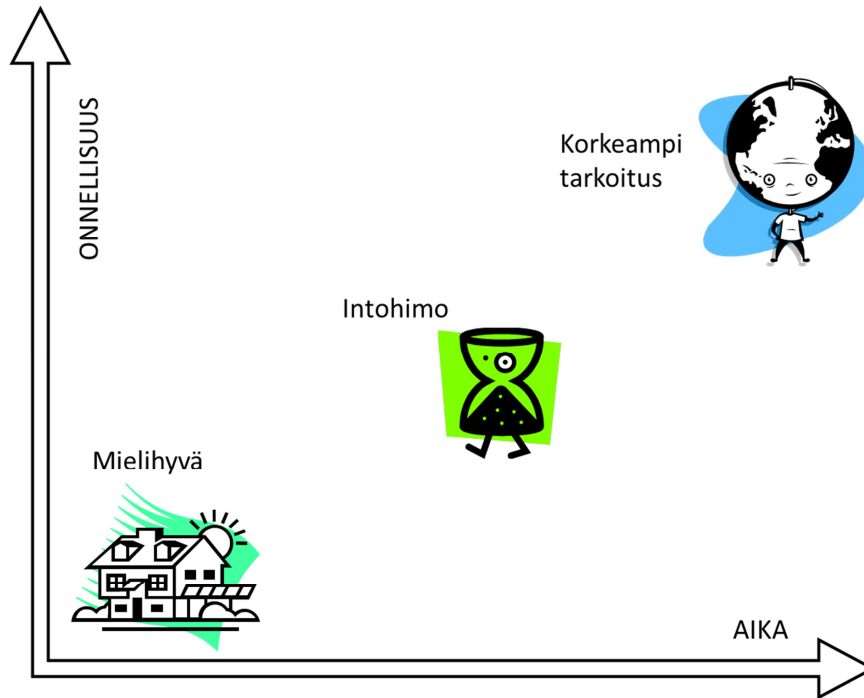 ONNELLISUUS
Korkeampi
tarkoitus
Intohimo
Mielihyvä
AIKA